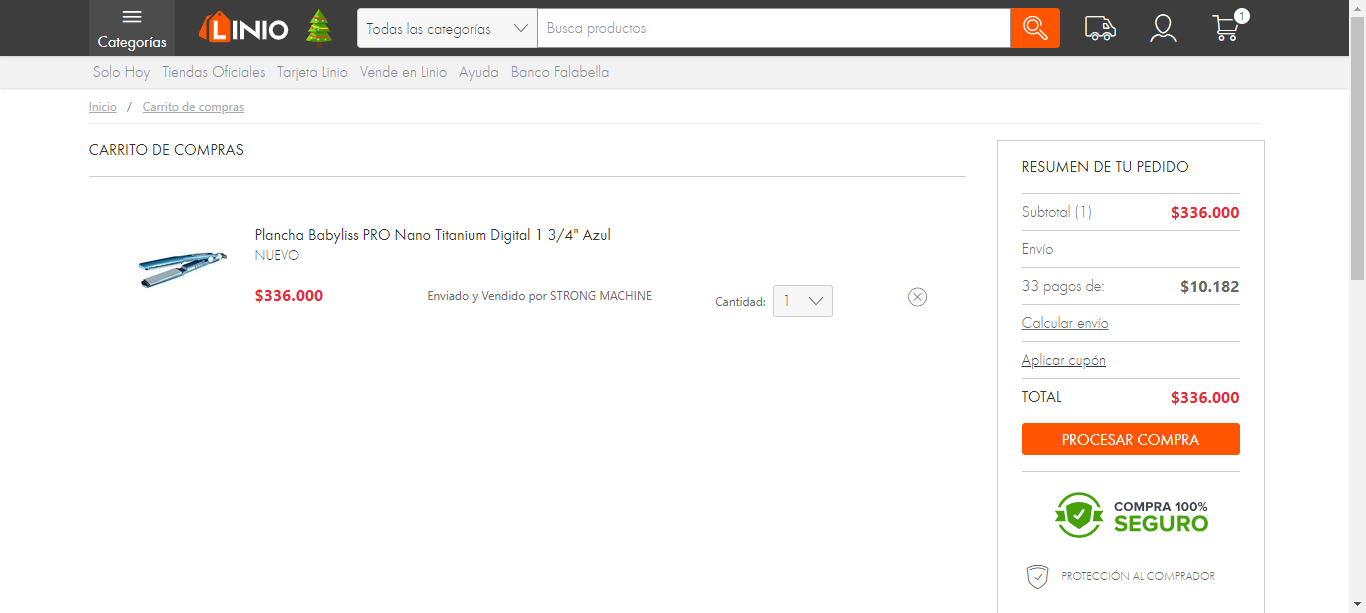 Categorías
LINIO
Todas las categorías
Busca productos
1
Solo Hoy Tiendas Oficiales Tarjeta Linio Vende en Linio Ayuda Banco Falabella
Inicio / Carrito de compras
CARRITO DE COMPRAS
Plancha Babyliss PRO Nano Titanium Digital 1 3/4" Azul
NUEVO
$336.000
Enviado y Vendido por STRONG MACHINE
Cantidad: 1
RESUMEN DE TU PEDIDO
Subtotal (1) $336.000
Envío
33 pagos de: $10.182
Calcular envío
Aplicar cupón
TOTAL $336.000
PROCESAR COMPRA
COMPRA 100%
SEGURO
PROTECCIÓN AL COMPRADOR